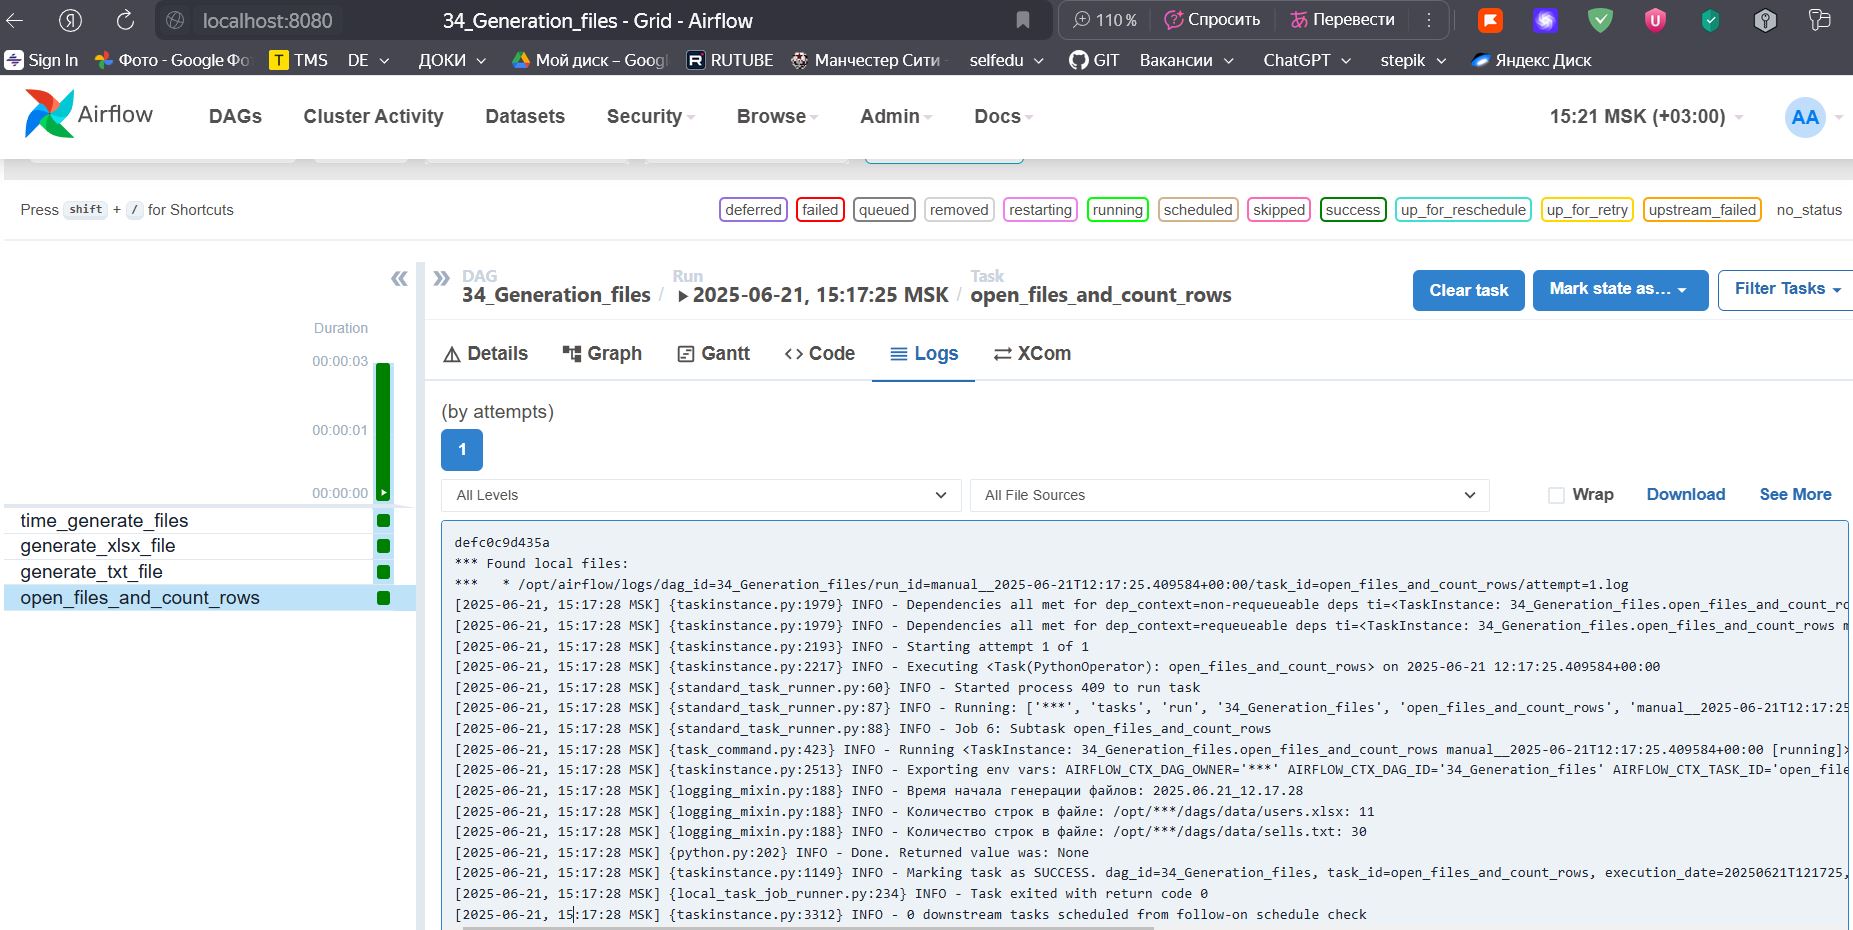 localhost:8080 34_Generation_files - Grid - Airflow 110 % Спросить Перевести
Sign In Фото - Google Фо TMS DE ДОКИ Мой диск – Googl RUTUBE Манчестер Сити selfedu GIT Вакансии ChatGPT stepik Яндекс Диск
Airflow DAGs Cluster Activity Datasets Security Browse Admin Docs 15:21 MSK (+03:00) AA
Press shift + / for Shortcuts deferred failed queued removed restarting running scheduled skipped success up_for_reschedule up_for_retry upstream_failed no_status
DAG Run Task
34_Generation_files / 2025-06-21, 15:17:25 MSK / open_files_and_count_rows Clear task Mark state as… Filter Tasks
Duration
00:00:03
00:00:01
00:00:00
time_generate_files
generate_xlsx_file
generate_txt_file
open_files_and_count_rows
Details Graph Gantt Code Logs XCom
(by attempts)
1
All Levels All File Sources Wrap Download See More
defc0c9d435a
*** Found local files:
***   * /opt/airflow/logs/dag_id=34_Generation_files/run_id=manual__2025-06-21T12:17:25.409584+00:00/task_id=open_files_and_count_rows/attempt=1.log
[2025-06-21, 15:17:28 MSK] {taskinstance.py:1979} INFO - Dependencies all met for dep_context=non-requeueable deps ti=<TaskInstance: 34_Generation_files.open_files_and_count_ro
[2025-06-21, 15:17:28 MSK] {taskinstance.py:1979} INFO - Dependencies all met for dep_context=requeueable deps ti=<TaskInstance: 34_Generation_files.open_files_and_count_rows m
[2025-06-21, 15:17:28 MSK] {taskinstance.py:2193} INFO - Starting attempt 1 of 1
[2025-06-21, 15:17:28 MSK] {taskinstance.py:2217} INFO - Executing <Task(PythonOperator): open_files_and_count_rows> on 2025-06-21 12:17:25.409584+00:00
[2025-06-21, 15:17:28 MSK] {standard_task_runner.py:60} INFO - Started process 409 to run task
[2025-06-21, 15:17:28 MSK] {standard_task_runner.py:87} INFO - Running: ['***', 'tasks', 'run', '34_Generation_files', 'open_files_and_count_rows', 'manual__2025-06-21T12:17:25
[2025-06-21, 15:17:28 MSK] {standard_task_runner.py:88} INFO - Job 6: Subtask open_files_and_count_rows
[2025-06-21, 15:17:28 MSK] {task_command.py:423} INFO - Running <TaskInstance: 34_Generation_files.open_files_and_count_rows manual__2025-06-21T12:17:25.409584+00:00 [running]>
[2025-06-21, 15:17:28 MSK] {taskinstance.py:2513} INFO - Exporting env vars: AIRFLOW_CTX_DAG_OWNER='***' AIRFLOW_CTX_DAG_ID='34_Generation_files' AIRFLOW_CTX_TASK_ID='open_file
[2025-06-21, 15:17:28 MSK] {logging_mixin.py:188} INFO - Время начала генерации файлов: 2025.06.21_12.17.28
[2025-06-21, 15:17:28 MSK] {logging_mixin.py:188} INFO - Количество строк в файле: /opt/***/dags/data/users.xlsx: 11
[2025-06-21, 15:17:28 MSK] {logging_mixin.py:188} INFO - Количество строк в файле: /opt/***/dags/data/sells.txt: 30
[2025-06-21, 15:17:28 MSK] {python.py:202} INFO - Done. Returned value was: None
[2025-06-21, 15:17:28 MSK] {taskinstance.py:1149} INFO - Marking task as SUCCESS. dag_id=34_Generation_files, task_id=open_files_and_count_rows, execution_date=20250621T121725,
[2025-06-21, 15:17:28 MSK] {local_task_job_runner.py:234} INFO - Task exited with return code 0
[2025-06-21, 15:17:28 MSK] {taskinstance.py:3312} INFO - 0 downstream tasks scheduled from follow-on schedule check